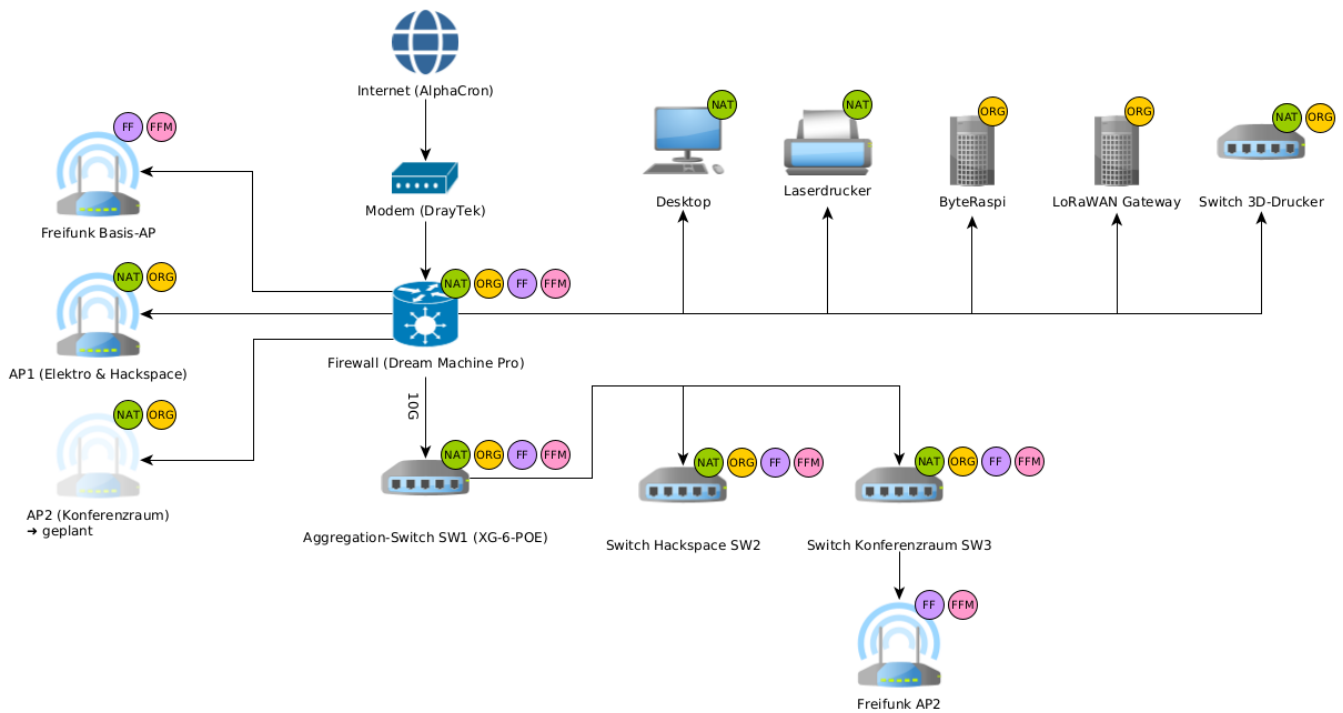 Internet (AlphaCron)
FF FFM
Freifunk Basis-AP
Modem (DrayTek)
NAT
Desktop
NAT
Laserdrucker
ORG
ByteRaspi
ORG
LoRaWAN Gateway
NAT ORG
Switch 3D-Drucker
NAT ORG
AP1 (Elektro & Hackspace)
NAT ORG FF FFM
Firewall (Dream Machine Pro)
10G
NAT ORG
AP2 (Konferenzraum)
➜ geplant
NAT ORG FF FFM
Aggregation-Switch SW1 (XG-6-POE)
NAT ORG FF FFM
Switch Hackspace SW2
NAT ORG FF FFM
Switch Konferenzraum SW3
FF FFM
Freifunk AP2